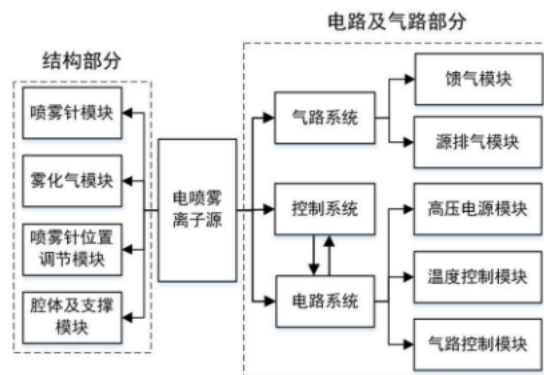 电路及气路部分
结构部分
喷雾针模块
雾化气模块
喷雾针位置
调节模块
腔体及支撑
模块
电喷雾
离子源
气路系统
控制系统
电路系统
馈气模块
源排气模块
高压电源模块
温度控制模块
气路控制模块